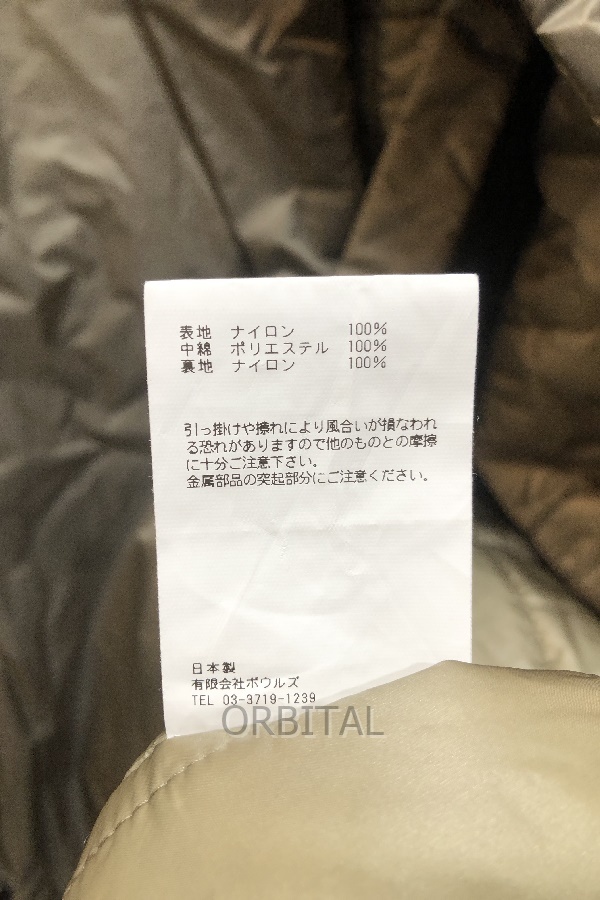 表地 ナイロン 100%
中綿 ポリエステル 100%
裏地 ナイロン 100%
引っ掛けや擦れにより風合いが損なわれ
る恐れがありますので他のものとの摩擦
に十分ご注意下さい。
金属部品の突起部分にご注意ください。
日本製
有限会社ボウルズ
TEL 03-3719-1239
ORBITAL